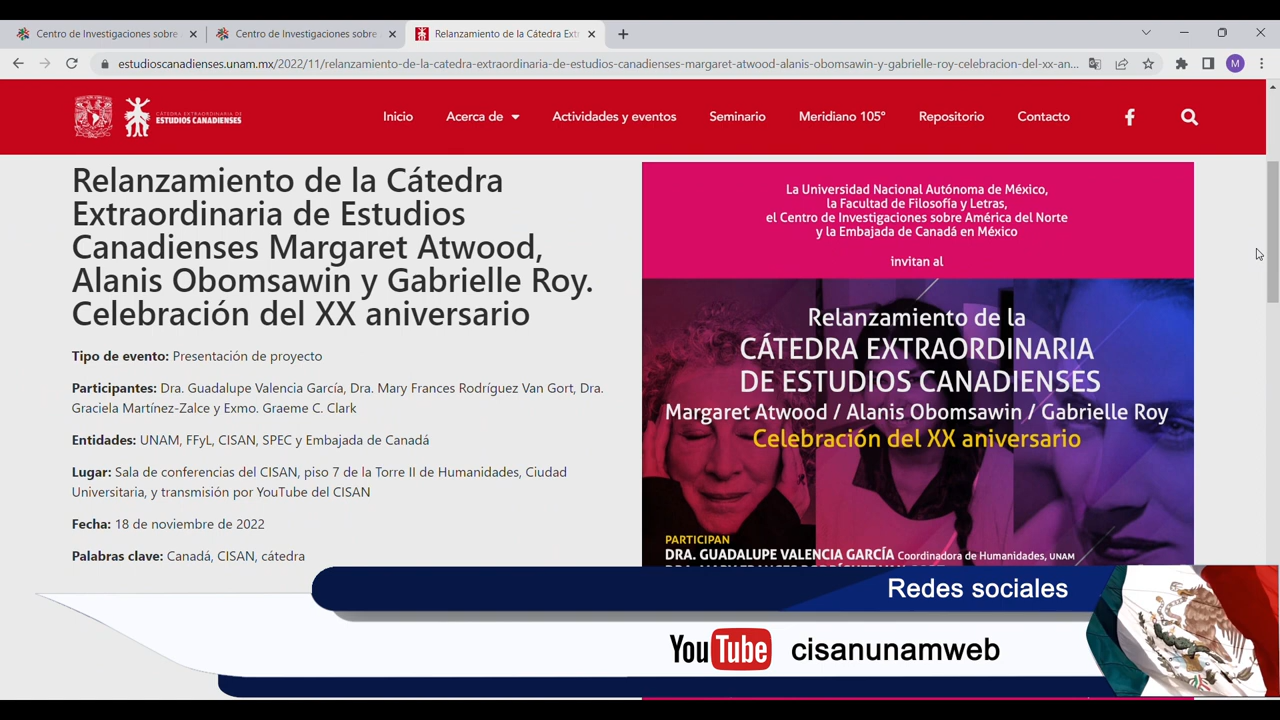 Centro de Investigaciones sobre
Centro de Investigaciones sobre
Relanzamiento de la Cátedra Extr
estudioscanadienses.unam.mx/2022/11/relanzamiento-de-la-catedra-extraordinaria-de-estudios-canadienses-margaret-atwood-alanis-obomsawin-y-gabrielle-roy-celebracion-del-xx-an...
M
CÁTEDRA EXTRAORDINARIA DE
ESTUDIOS CANADIENSES
Inicio
Acerca de
Actividades y eventos
Seminario
Meridiano 105°
Repositorio
Contacto
Relanzamiento de la Cátedra
Extraordinaria de Estudios
Canadienses Margaret Atwood,
Alanis Obomsawin y Gabrielle Roy.
Celebración del XX aniversario
Tipo de evento: Presentación de proyecto
Participantes: Dra. Guadalupe Valencia García, Dra. Mary Frances Rodríguez Van Gort, Dra.
Graciela Martínez-Zalce y Exmo. Graeme C. Clark
Entidades: UNAM, FFyL, CISAN, SPEC y Embajada de Canadá
Lugar: Sala de conferencias del CISAN, piso 7 de la Torre II de Humanidades, Ciudad
Universitaria, y transmisión por YouTube del CISAN
Fecha: 18 de noviembre de 2022
Palabras clave: Canadá, CISAN, cátedra
La Universidad Nacional Autónoma de México,
la Facultad de Filosofía y Letras,
el Centro de Investigaciones sobre América del Norte
y la Embajada de Canadá en México
invitan al
Relanzamiento de la
CÁTEDRA EXTRAORDINARIA
DE ESTUDIOS CANADIENSES
Margaret Atwood / Alanis Obomsawin / Gabrielle Roy
Celebración del XX aniversario
PARTICIPAN
DRA. GUADALUPE VALENCIA GARCÍA Coordinadora de Humanidades, UNAM
Redes sociales
YouTube cisanunamweb